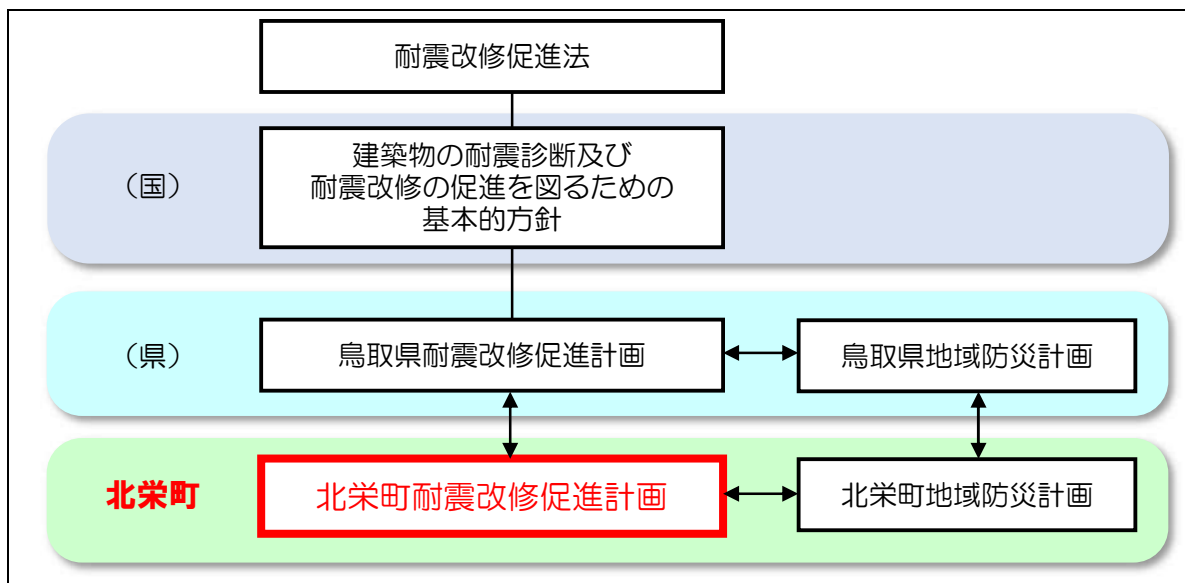 耐震改修促進法
（国）
建築物の耐震診断及び
耐震改修の促進を図るための
基本的方針
（県）
鳥取県耐震改修促進計画
鳥取県地域防災計画
北栄町
北栄町耐震改修促進計画
北栄町地域防災計画